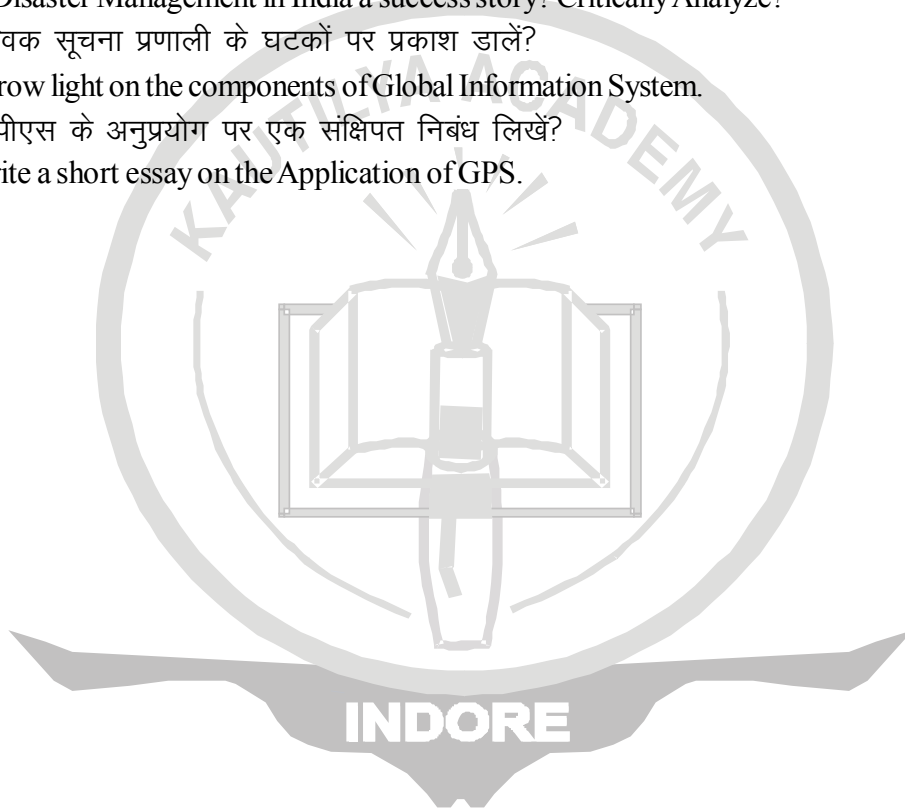 Disaster Management in India a success story? Critically Analyze?
वक सूचना प्रणाली के घटकों पर प्रकाश डालें?
row light on the components of Global Information System.
पीएस के अनुप्रयोग पर एक संक्षिपत निबंध लिखें?
ite a short essay on the Application of GPS.
KAUTILYA ACADEMY
INDORE